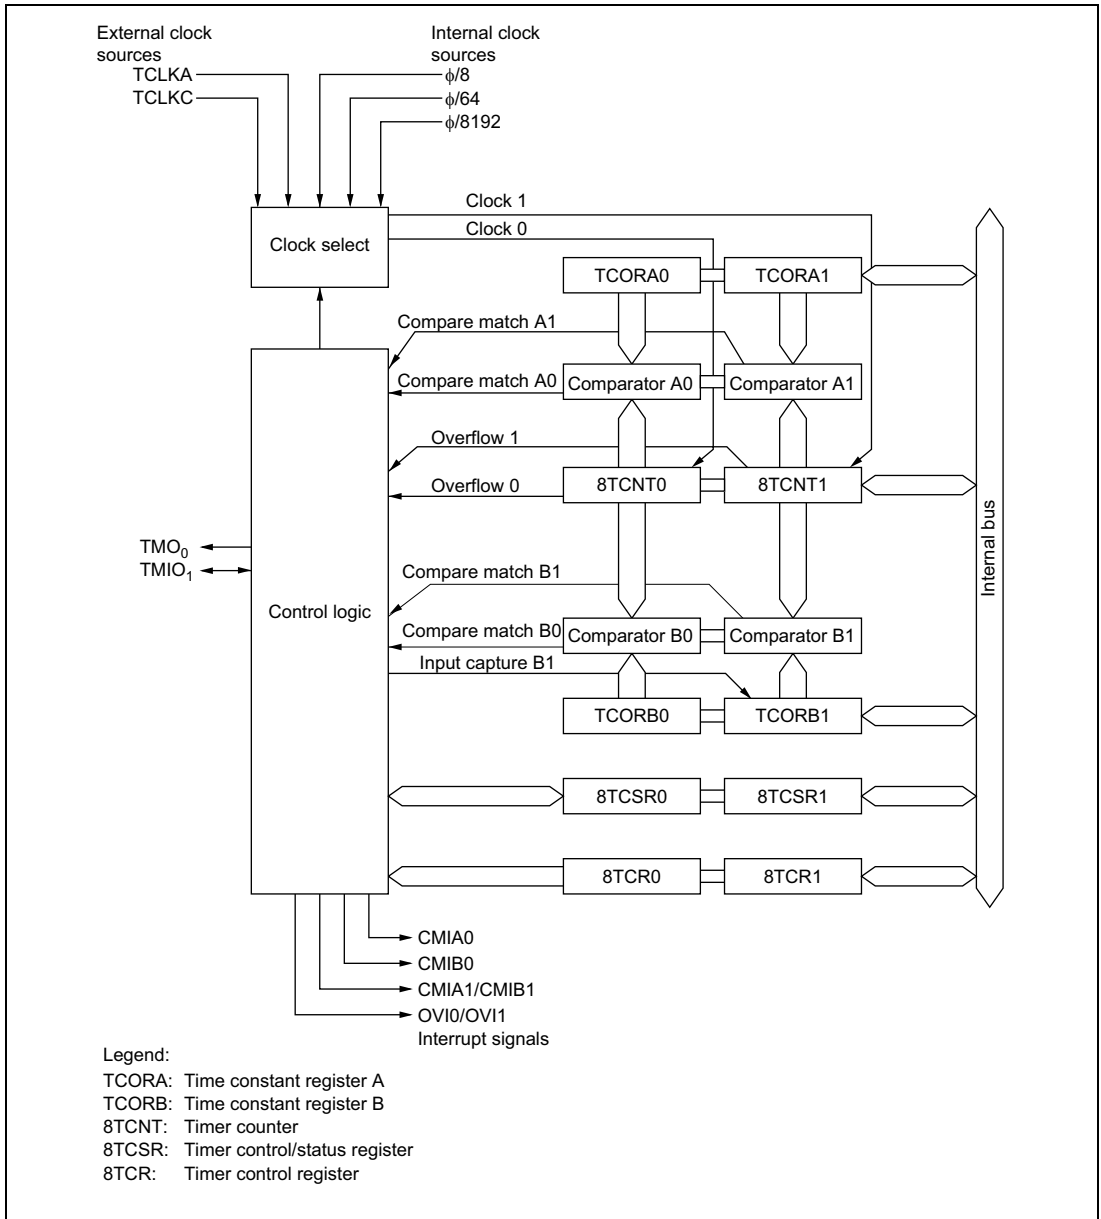 External clock
sources
Internal clock
sources
TCLKA
TCLKC
ϕ/8
ϕ/64
ϕ/8192
Clock 1
Clock 0
Clock select
TCORA0
TCORA1
Compare match A1
Compare match A0
Comparator A0
Comparator A1
Overflow 1
Overflow 0
8TCNT0
8TCNT1
Internal bus
TMO₀
TMIO₁
Control logic
Compare match B1
Compare match B0
Comparator B0
Comparator B1
Input capture B1
TCORB0
TCORB1
8TCSR0
8TCSR1
8TCR0
8TCR1
CMIA0
CMIB0
CMIA1/CMIB1
OVI0/OVI1
Interrupt signals
Legend:
TCORA: Time constant register A
TCORB: Time constant register B
8TCNT: Timer counter
8TCSR: Timer control/status register
8TCR: Timer control register